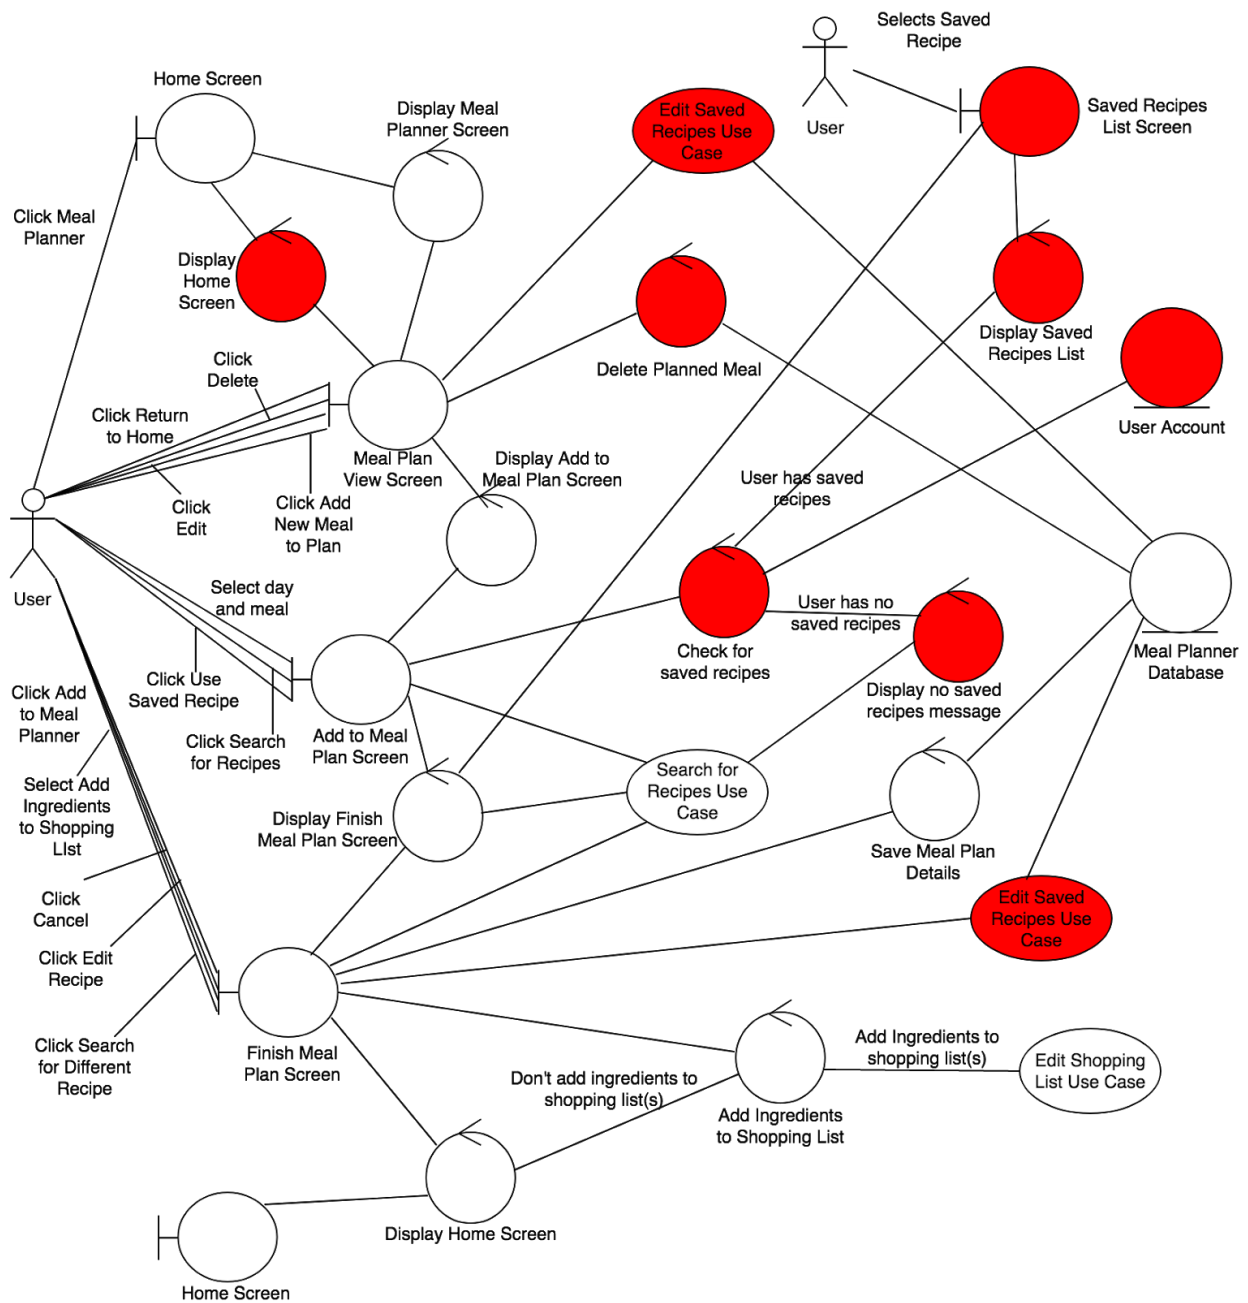 Selects Saved
Recipe
Home Screen
Display Meal
Planner Screen
Edit Saved
Recipes Use
Case
User
Saved Recipes
List Screen
Click Meal
Planner
Display
Home
Screen
Delete Planned Meal
Display Saved
Recipes List
User Account
Click
Delete
Click Return
to Home
Meal Plan
View Screen
Display Add to
Meal Plan Screen
Click
Edit
Click Add
New Meal
to Plan
User has saved
recipes
User
Select day
and meal
User has no
saved recipes
Check for
saved recipes
Meal Planner
Database
Click Use
Saved Recipe
Display no saved
recipes message
Click Add
to Meal
Planner
Click Search
for Recipes
Add to Meal
Plan Screen
Search for
Recipes Use
Case
Select Add
Ingredients
to Shopping
LIst
Display Finish
Meal Plan Screen
Save Meal Plan
Details
Click
Cancel
Edit Saved
Recipes Use
Case
Click Edit
Recipe
Click Search
for Different
Recipe
Finish Meal
Plan Screen
Add Ingredients to
shopping list(s)
Edit Shopping
List Use Case
Don't add ingredients to
shopping list(s)
Add Ingredients
to Shopping List
Display Home Screen
Home Screen